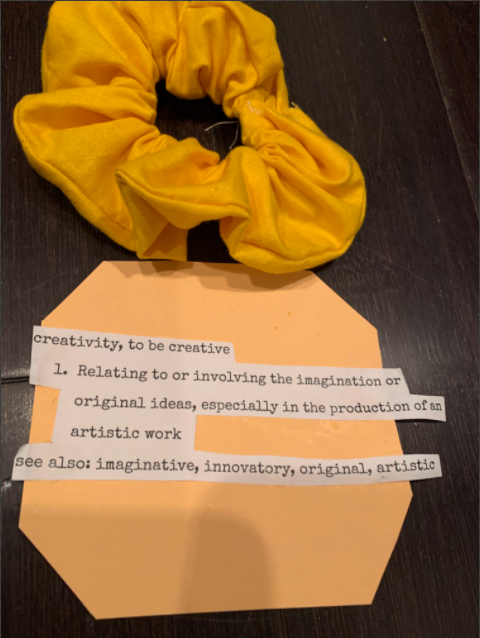 creativity, to be creative
1. Relating to or involving the imagination or
original ideas, especially in the production of an
artistic work
see also: imaginative, innovatory, original, artistic